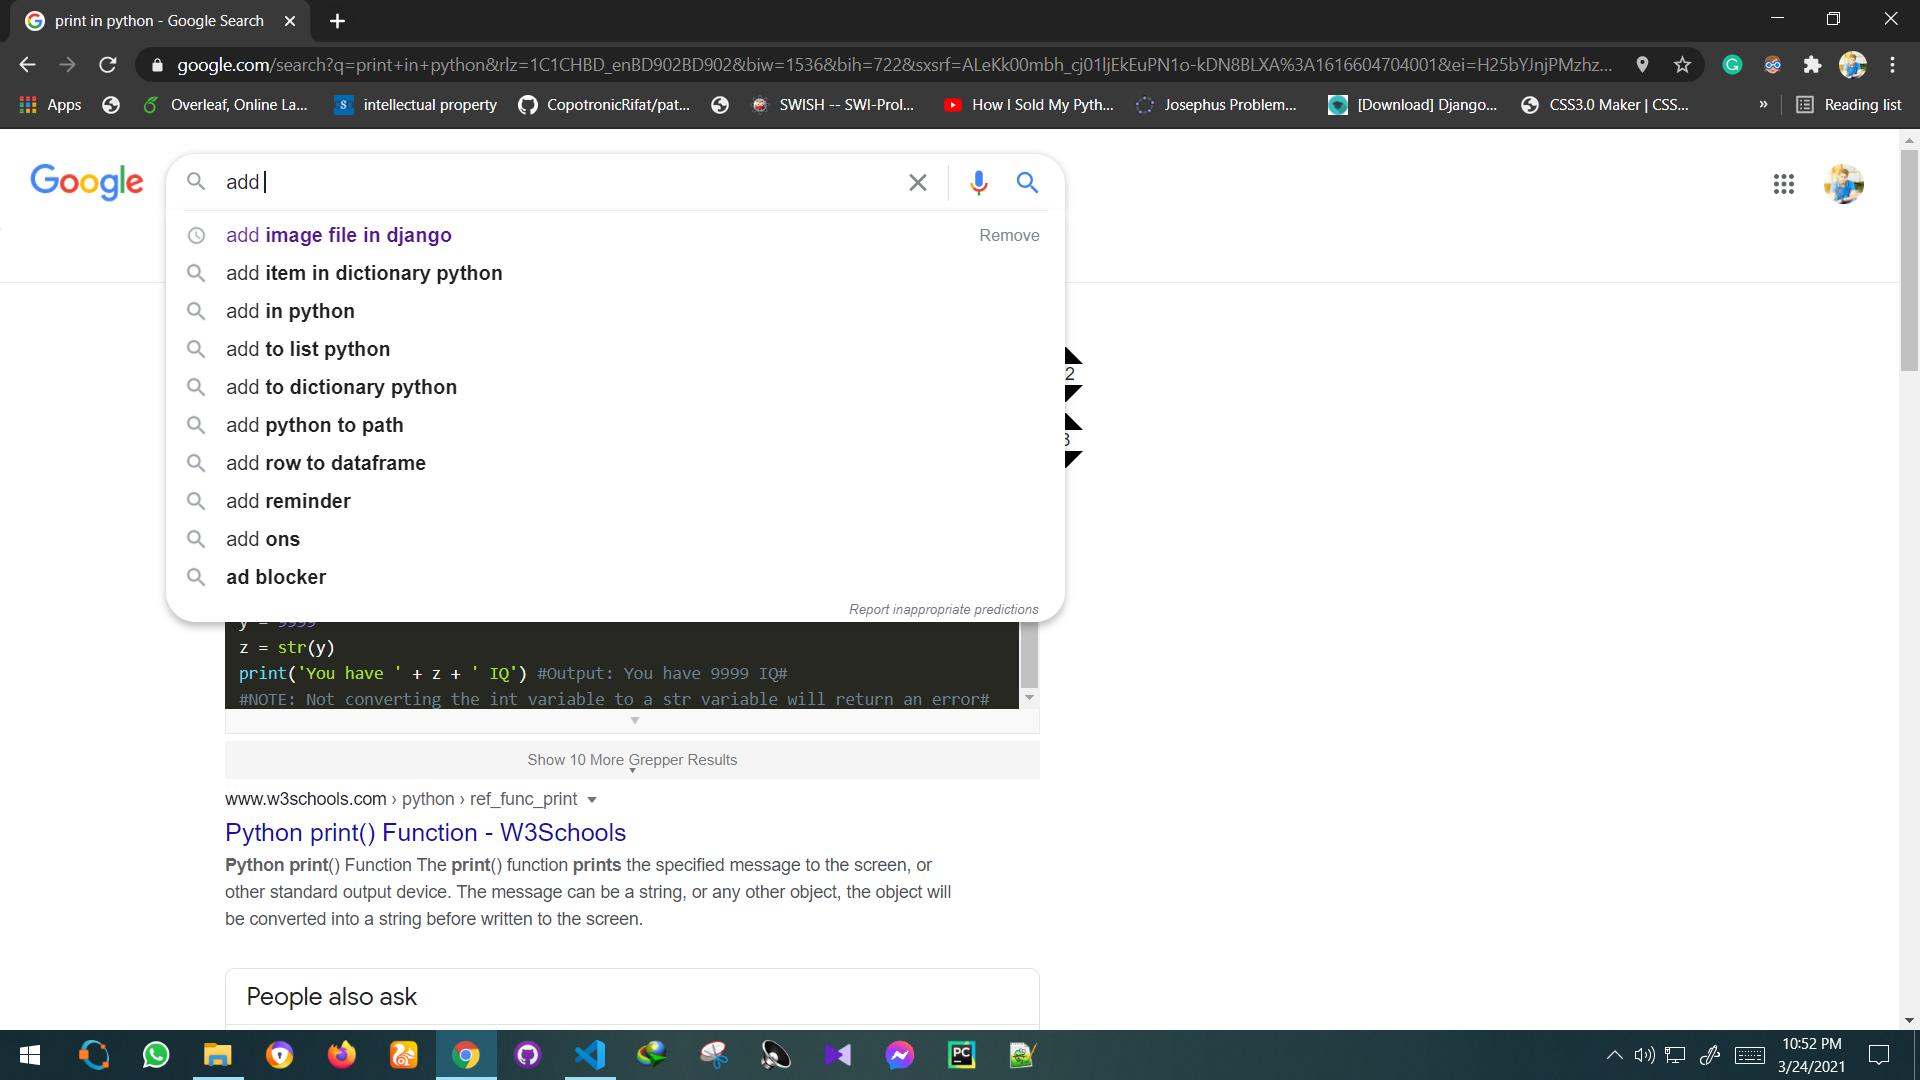 print in python - Google Search
google.com/search?q=print+in+python&rlz=1C1CHBD_enBD902BD902&biw=1536&bih=722&sxsrf=ALeKk00mbh_cj01ljEkEuPN1o-kDN8BLXA%3A1616604704001&ei=H25bYJnjPMzhz...
Apps Overleaf, Online La... intellectual property CopotronicRifat/pat... SWISH -- SWI-Prol... How I Sold My Pyth... Josephus Problem... [Download] Django... CSS3.0 Maker | CSS... » Reading list
Google add
add image file in django Remove
add item in dictionary python
add in python
add to list python
add to dictionary python
add python to path
add row to dataframe
add reminder
add ons
ad blocker
Report inappropriate predictions
2
3
y = 9999
z = str(y)
print('You have ' + z + ' IQ') #Output: You have 9999 IQ#
#NOTE: Not converting the int variable to a str variable will return an error#
Show 10 More Grepper Results
www.w3schools.com › python › ref_func_print
Python print() Function - W3Schools
Python print() Function The print() function prints the specified message to the screen, or
other standard output device. The message can be a string, or any other object, the object will
be converted into a string before written to the screen.
People also ask
PC
10:52 PM
3/24/2021